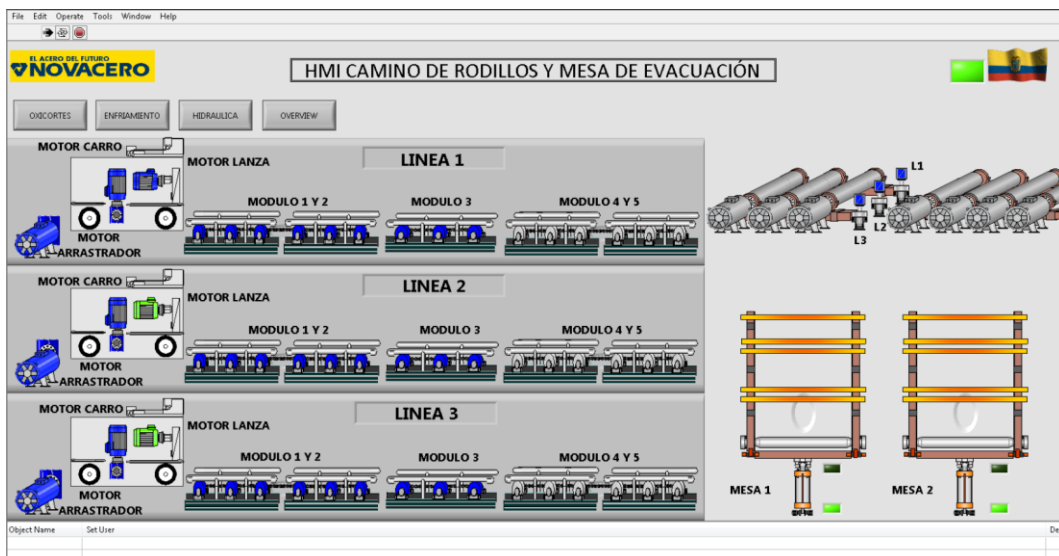 File Edit Operate Tools Window Help
EL ACERO DEL FUTURO
NOVACERO
HMI CAMINO DE RODILLOS Y MESA DE EVACUACIÓN
OXICORTES ENFRIAMIENTO HIDRAULICA OVERVIEW
MOTOR CARRO
MOTOR LANZA
LINEA 1
MODULO 1 Y 2 MODULO 3 MODULO 4 Y 5
MOTOR
ARRASTRADOR
MOTOR CARRO
MOTOR LANZA
LINEA 2
MODULO 1 Y 2 MODULO 3 MODULO 4 Y 5
MOTOR
ARRASTRADOR
MOTOR CARRO
MOTOR LANZA
LINEA 3
MODULO 1 Y 2 MODULO 3 MODULO 4 Y 5
MOTOR
ARRASTRADOR
L1
L2
L3
MESA 1 MESA 2
Object Name Set User De